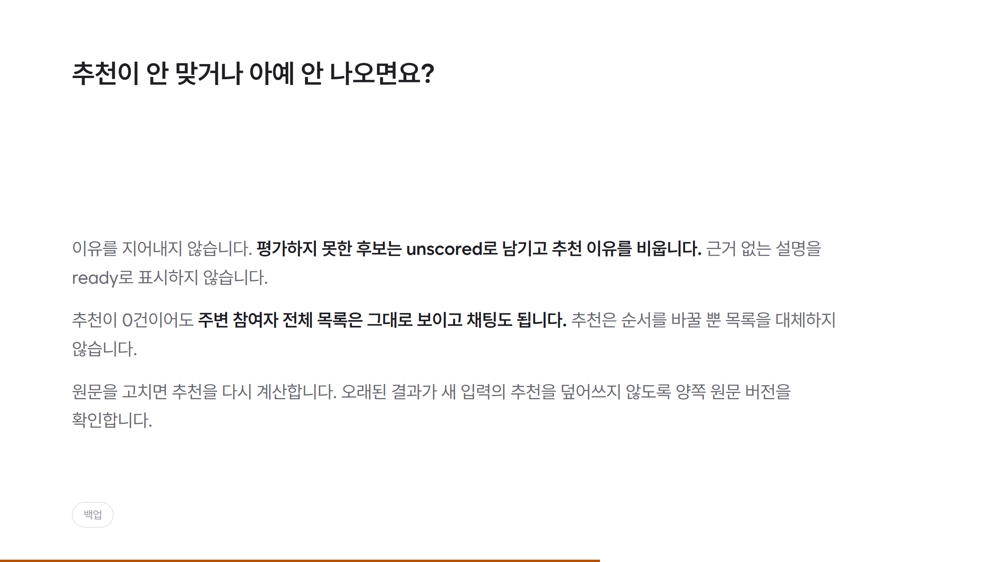 추천이 안 맞거나 아예 안 나오면요?
이유를 지어내지 않습니다. 평가하지 못한 후보는 unscored로 남기고 추천 이유를 비웁니다. 근거 없는 설명을
ready로 표시하지 않습니다.
추천이 0건이어도 주변 참여자 전체 목록은 그대로 보이고 채팅도 됩니다. 추천은 순서를 바꿀 뿐 목록을 대체하지
않습니다.
원문을 고치면 추천을 다시 계산합니다. 오래된 결과가 새 입력의 추천을 덮어쓰지 않도록 양쪽 원문 버전을
확인합니다.
백업